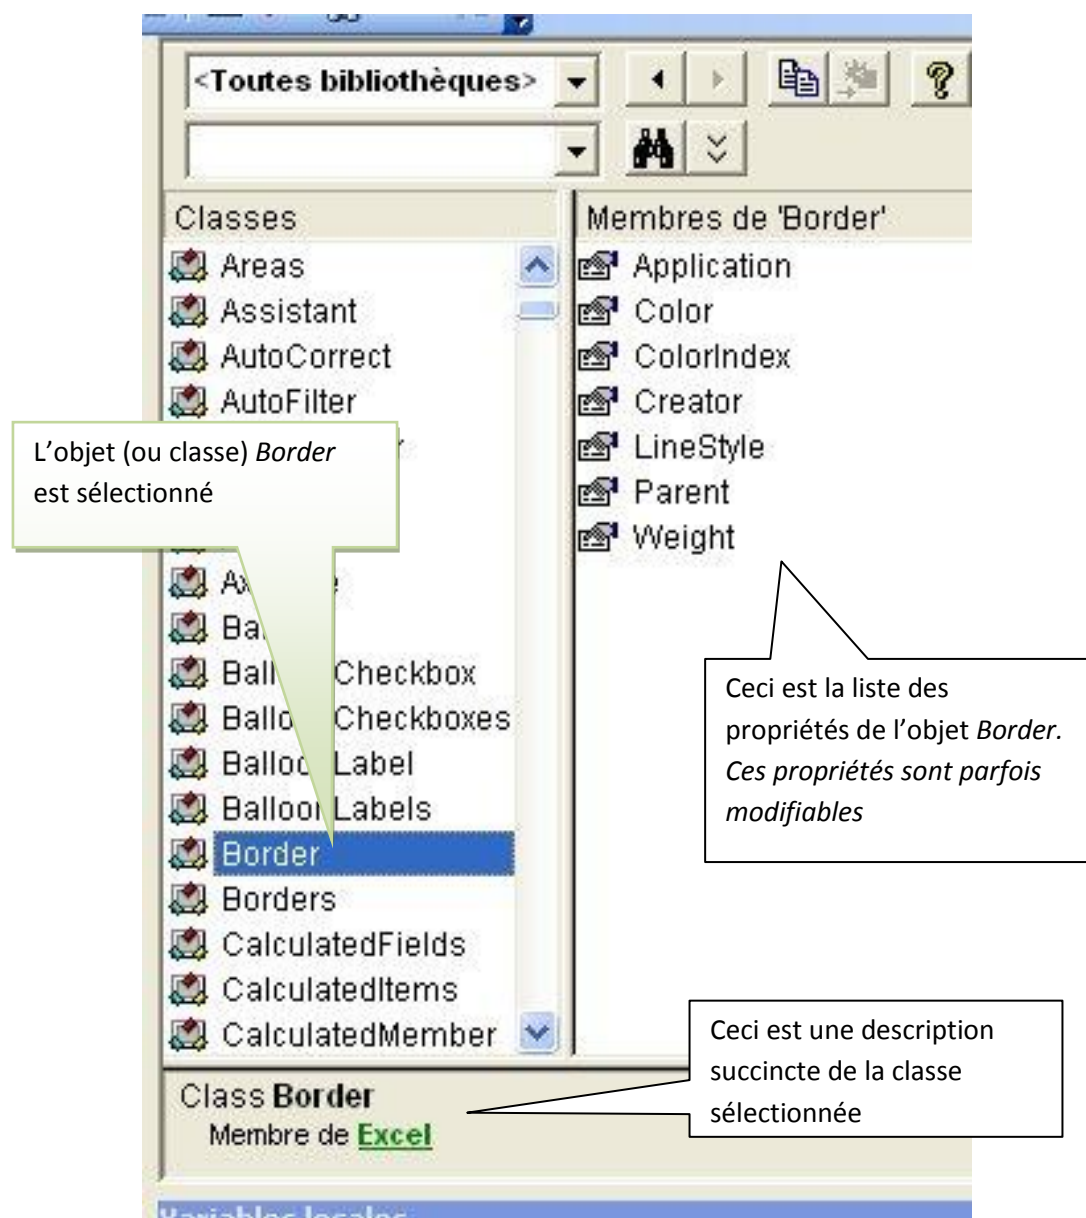 <Toutes bibliothèques>
Classes
Areas
Assistant
AutoCorrect
AutoFilter
L'objet (ou classe) Border
est sélectionné
Checkbox
Checkboxes
Label
Labels
Border
Borders
CalculatedFields
CalculatedItems
CalculatedMember
Membres de 'Border'
Application
Color
ColorIndex
Creator
LineStyle
Parent
Weight
Ceci est la liste des
propriétés de l'objet Border.
Ces propriétés sont parfois
modifiables
Ceci est une description
succincte de la classe
sélectionnée
Class Border
Membre de Excel
Variables locales